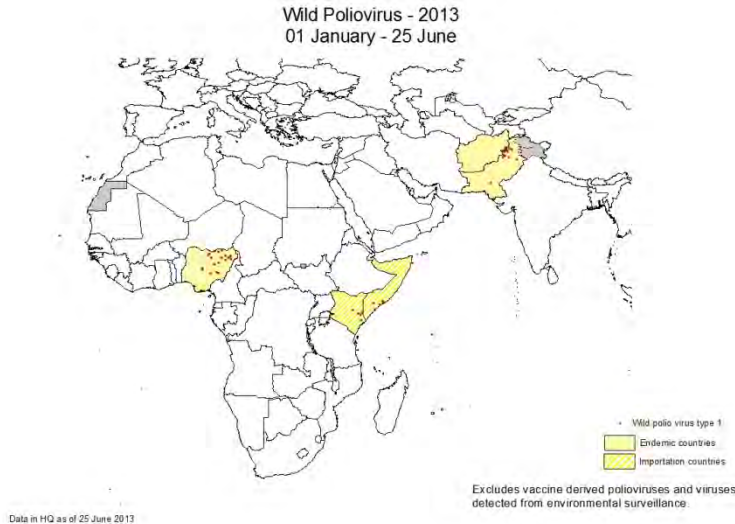 Wild Poliovirus - 2013
01 January - 25 June
Wild polio virus type 1
Endemic countries
Importation countries
Excludes vaccine derived polioviruses and viruses
detected from environmental surveillance.
Data in HQ as of 25 June 2013